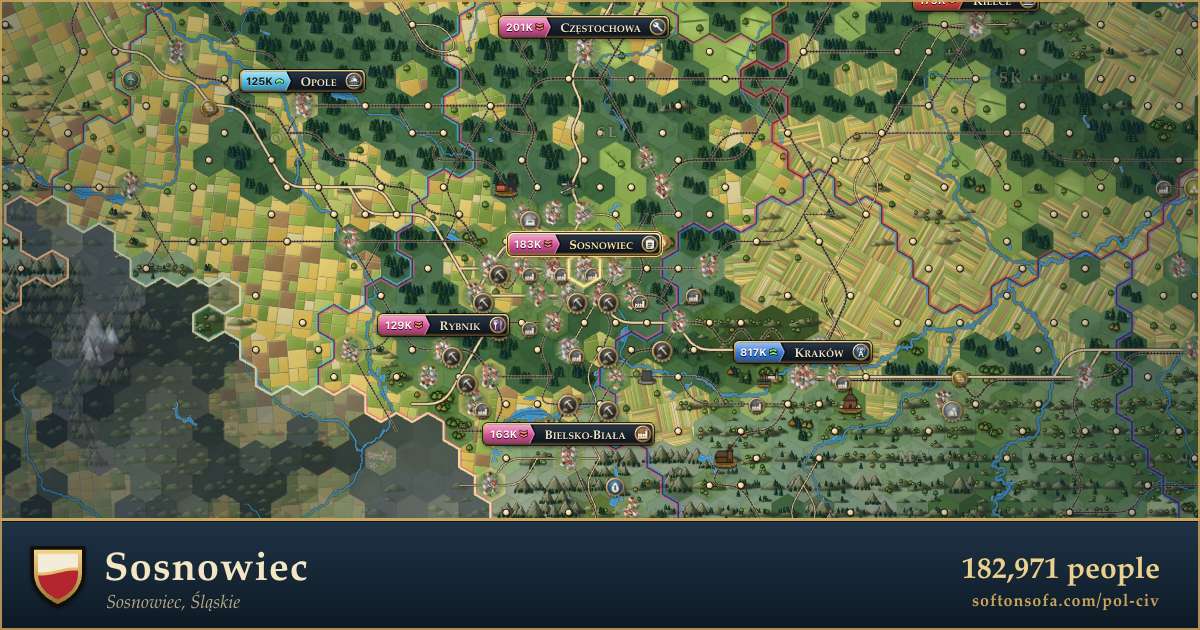 201K CZĘSTOCHOWA
KIELCE
125K OPOLE
183K SOSNOWIEC
129K RYBNIK
817K KRAKÓW
163K BIELSKO-BIAŁA
Sosnowiec
Sosnowiec, Śląskie
182,971 people
softonsofa.com/pol-civ